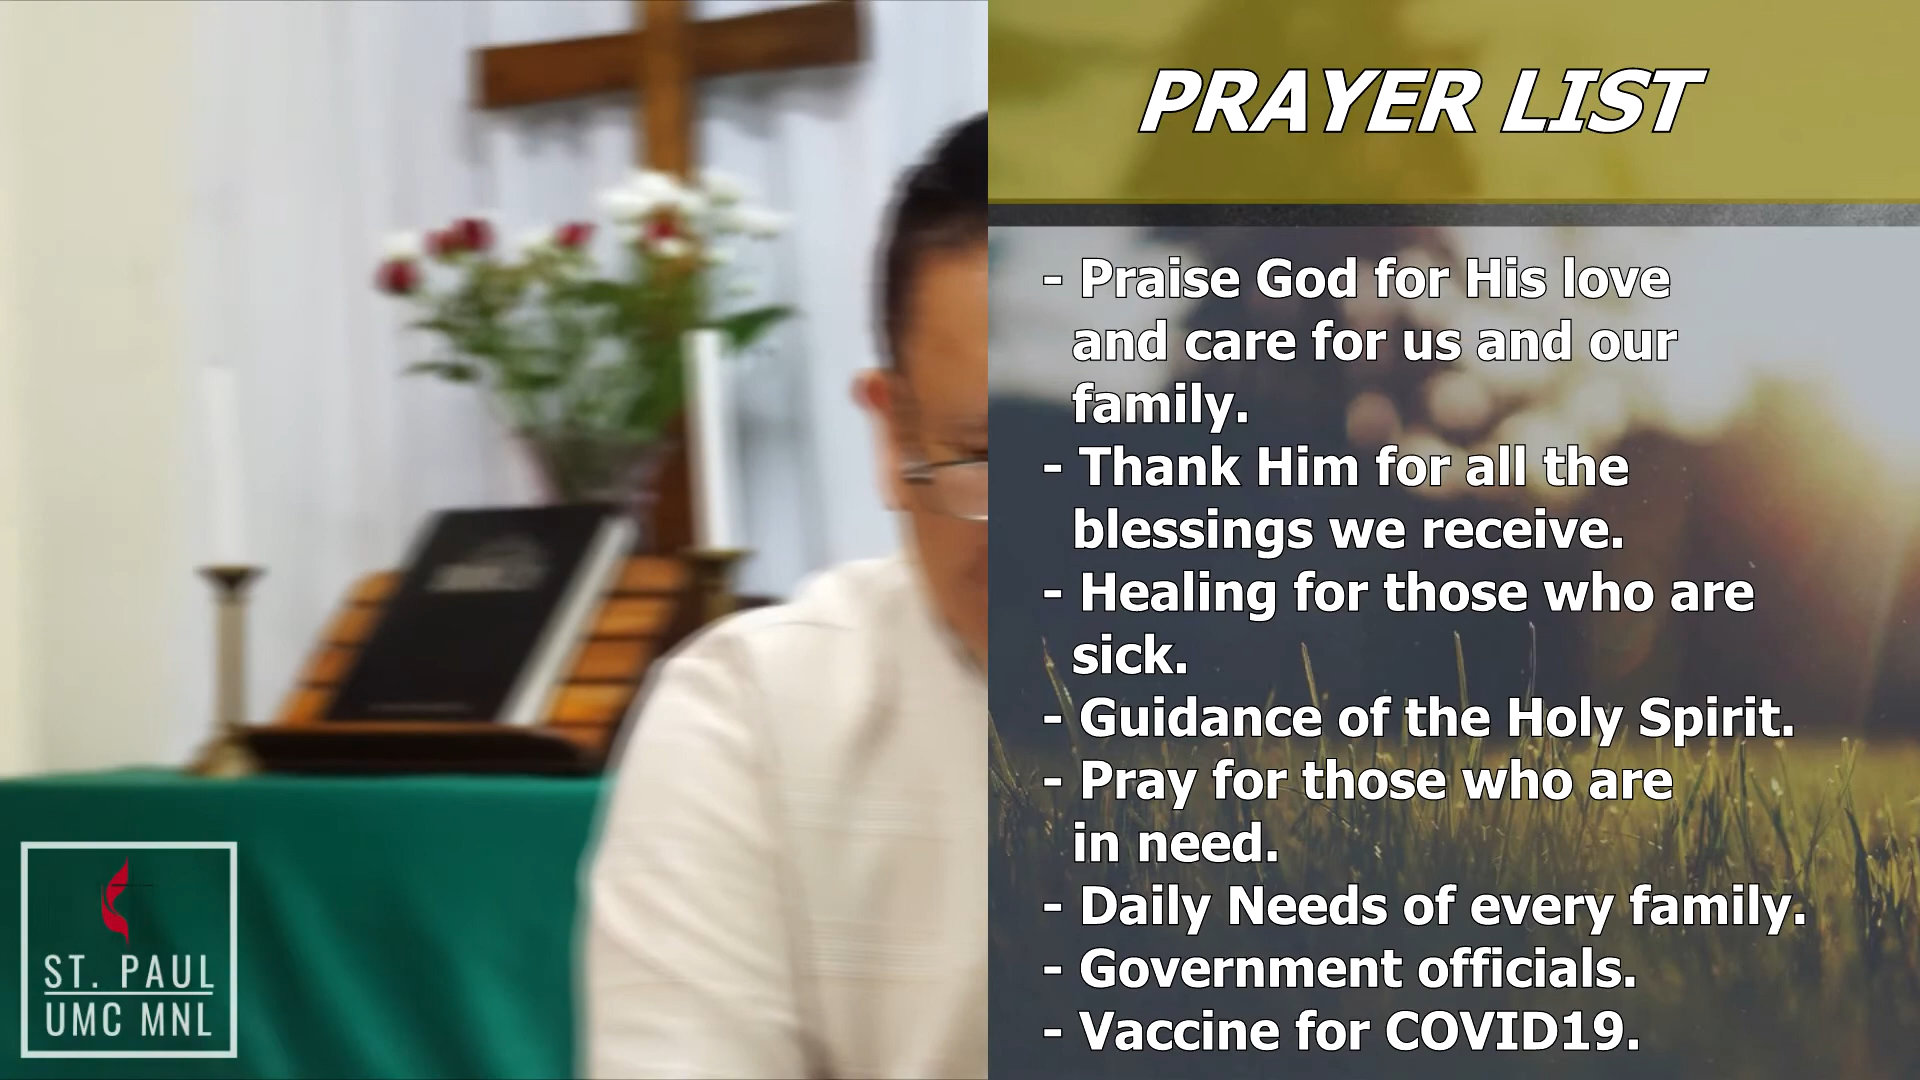 PRAYER LIST
- Praise God for His love
and care for us and our
family.
- Thank Him for all the
blessings we receive.
- Healing for those who are
sick.
- Guidance of the Holy Spirit.
- Pray for those who are
in need.
- Daily Needs of every family.
- Government officials.
- Vaccine for COVID19.
ST. PAUL
UMC MNL